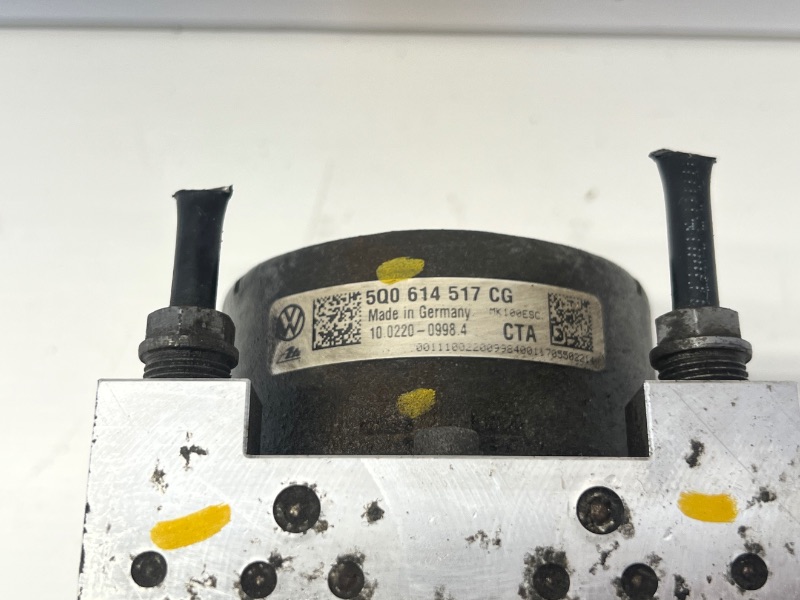 5Q0 614 517 CG
Made in Germany MK100ESC
10.0220-0998.4 CTA